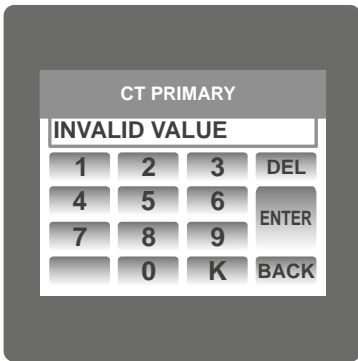 CT PRIMARY
INVALID VALUE
1 2 3 DEL
4 5 6 ENTER
7 8 9
0 K BACK